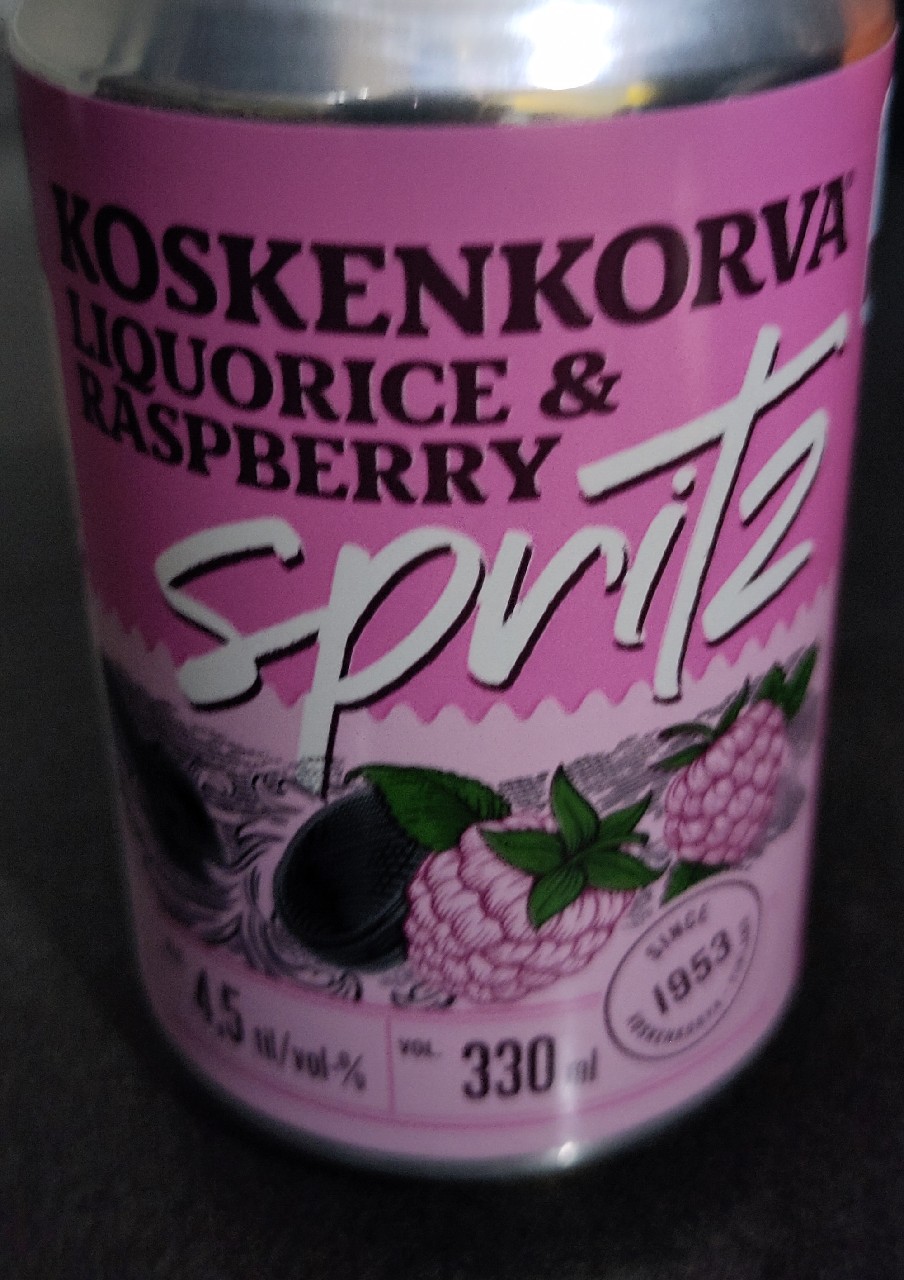 KOSKENKORVA
LIQUORICE &
RASPBERRY
spritz
SINCE
1953
4,5 til/vol-%
VOL. 330 ml